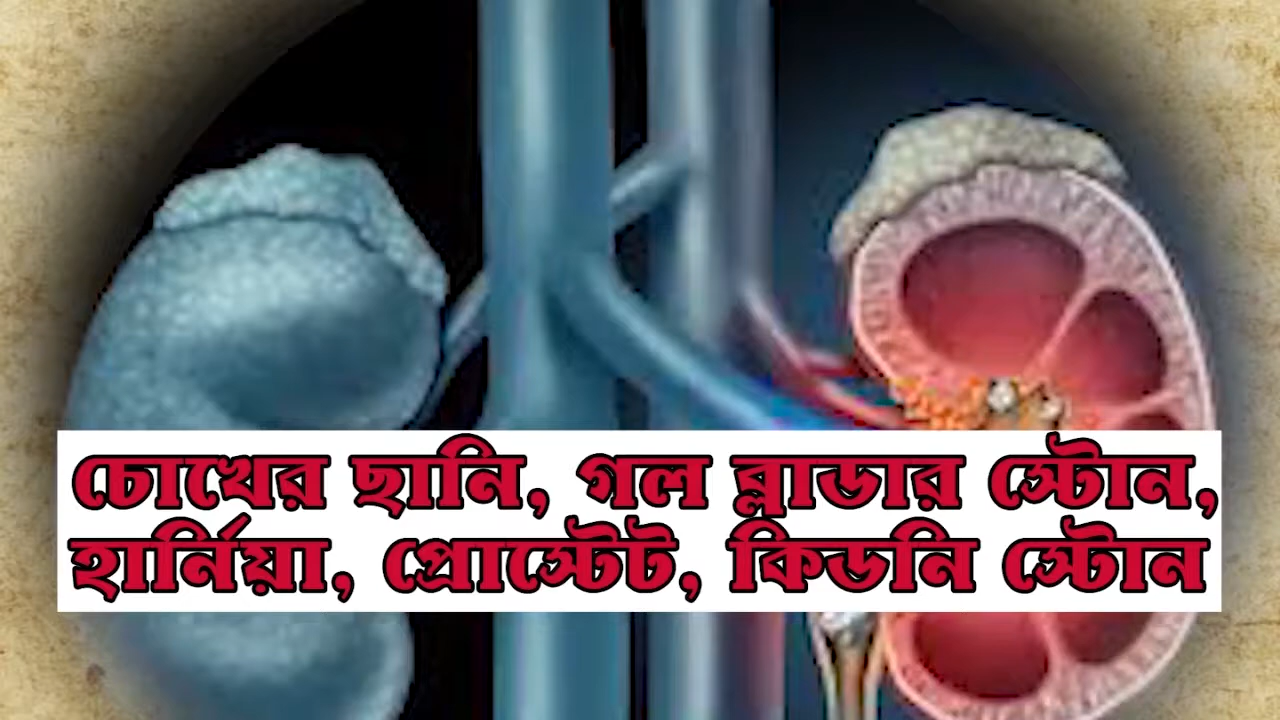 চোখের ছানি, গল ব্লাডার স্টোন,
হার্নিয়া, প্রোস্টেট, কিডনি স্টোন